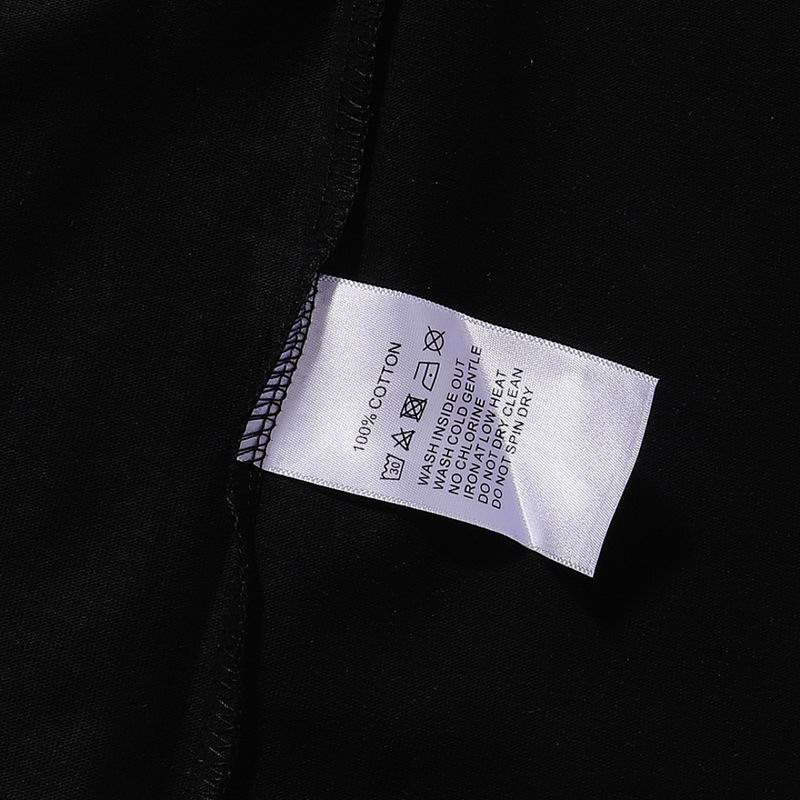 100% COTTON
30
WASH INSIDE OUT
WASH COLD GENTLE
NO CHLORINE
IRON AT LOW HEAT
DO NOT DRY CLEAN
DO NOT SPIN DRY